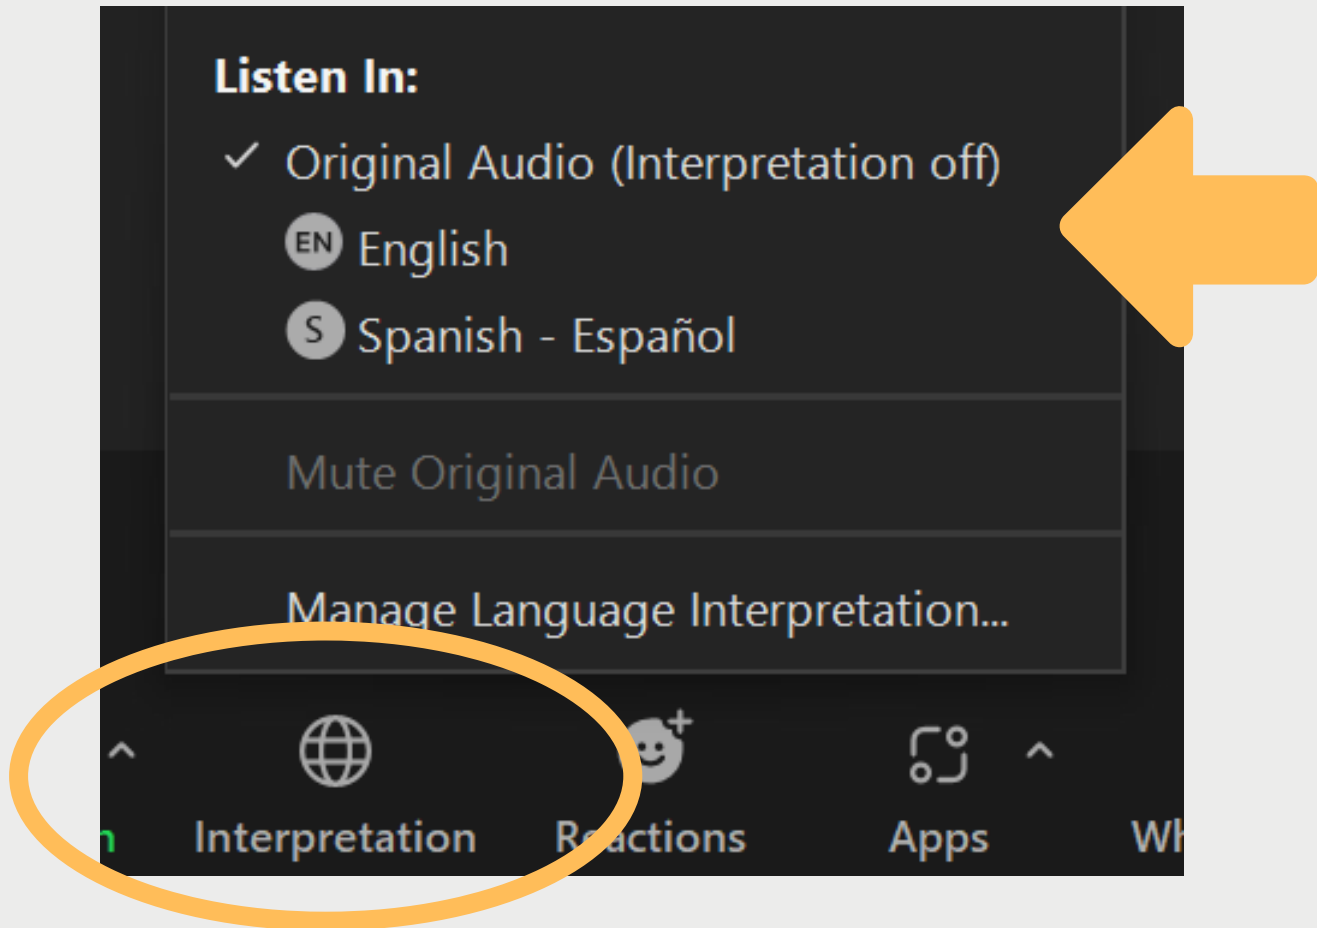 Listen In:
Original Audio (Interpretation off)
EN English
S Spanish - Español
Mute Original Audio
Manage Language Interpretation...
Interpretation Reactions Apps